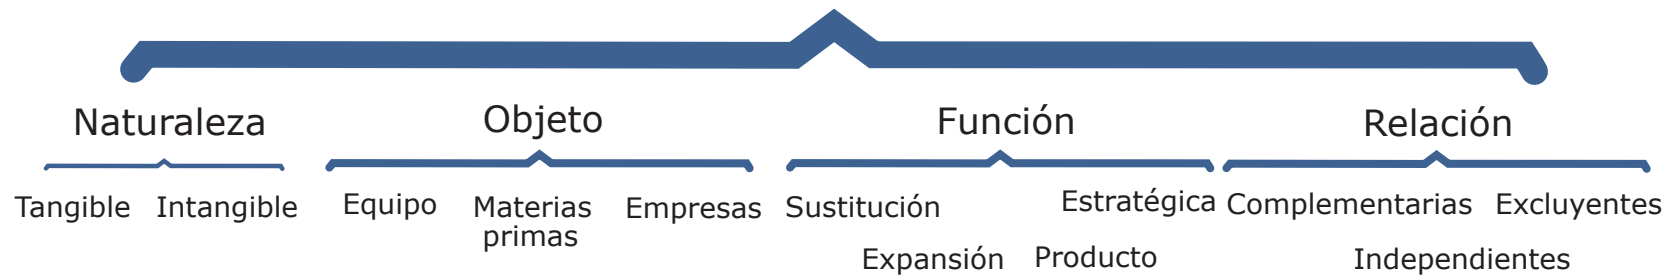 Naturaleza
Objeto
Función
Relación
Tangible
Intangible
Equipo
Materias
primas
Empresas
Sustitución
Expansión
Estratégica
Producto
Complementarias
Excluyentes
Independientes